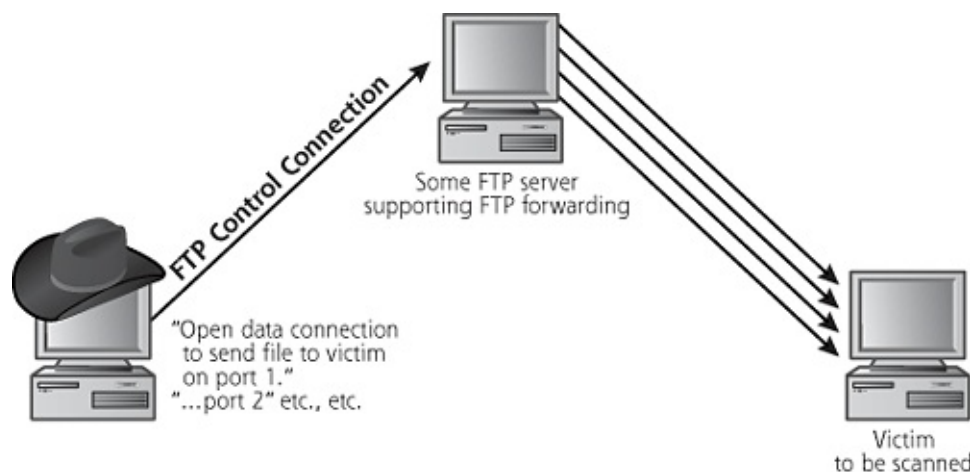 FTP Control Connection
Some FTP server
supporting FTP forwarding
“Open data connection
to send file to victim
on port 1.”
“...port 2” etc., etc.
Victim
to be scanned